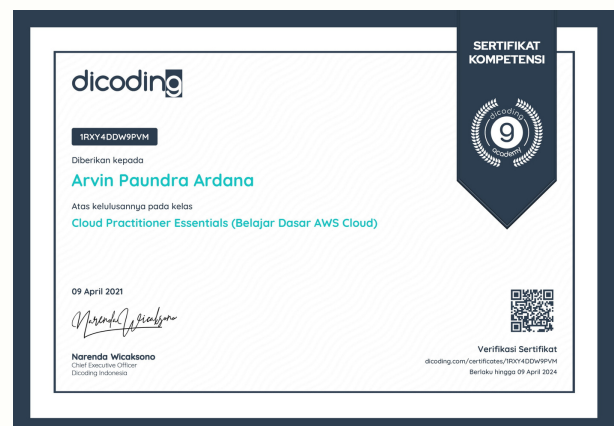 SERTIFIKAT
KOMPETENSI
dicoding
1RXY4DDW9PVM
Diberikan kepada
Arvin Paundra Ardana
Atas kelulusannya pada kelas
Cloud Practitioner Essentials (Belajar Dasar AWS Cloud)
dicoding
9
academy
09 April 2021
Narenda Wicaksono
Narenda Wicaksono
Chief Executive Officer
Dicoding Indonesia
Verifikasi Sertifikat
dicoding.com/certificates/1RXY4DDW9PVM
Berlaku hingga 09 April 2024